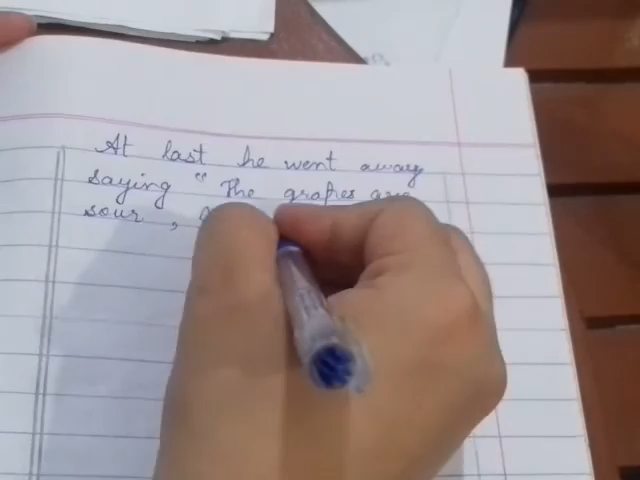 At last he went away
saying " The grapes are
sour ,